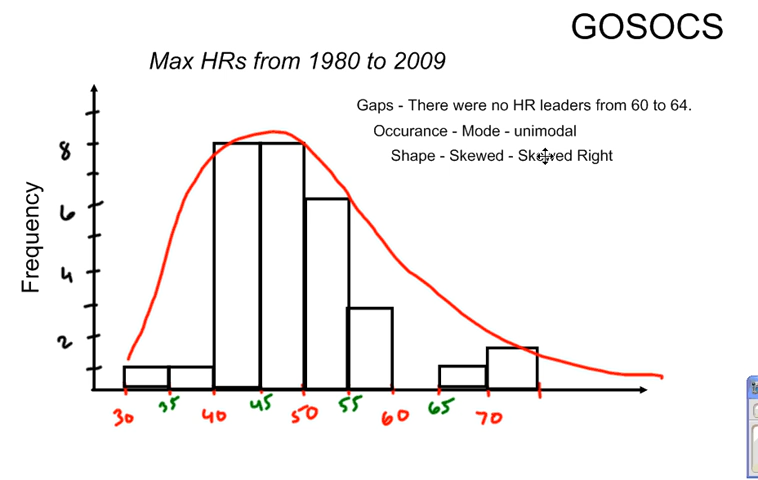 GOSOCS
Max HRs from 1980 to 2009
Gaps - There were no HR leaders from 60 to 64.
Occurance - Mode - unimodal
Shape - Skewed - Skewed Right
Frequency
8
6
4
2
30 35 40 45 50 55 60 65 70